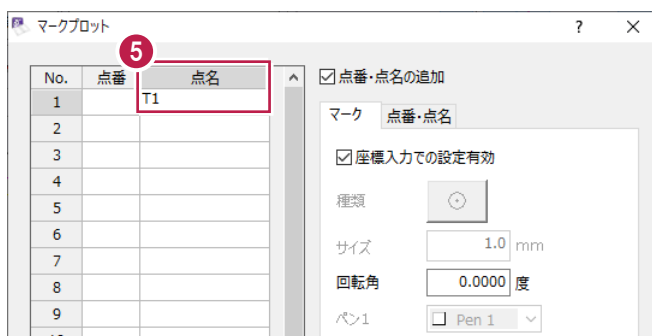 マークプロット ? ×
5
No. 点番 点名
1 T1
2
3
4
5
6
7
8
9
☑点番・点名の追加
マーク 点番・点名
☑座標入力での設定有効
種類
サイズ 1.0 mm
回転角 0.0000 度
ペン1 Pen 1